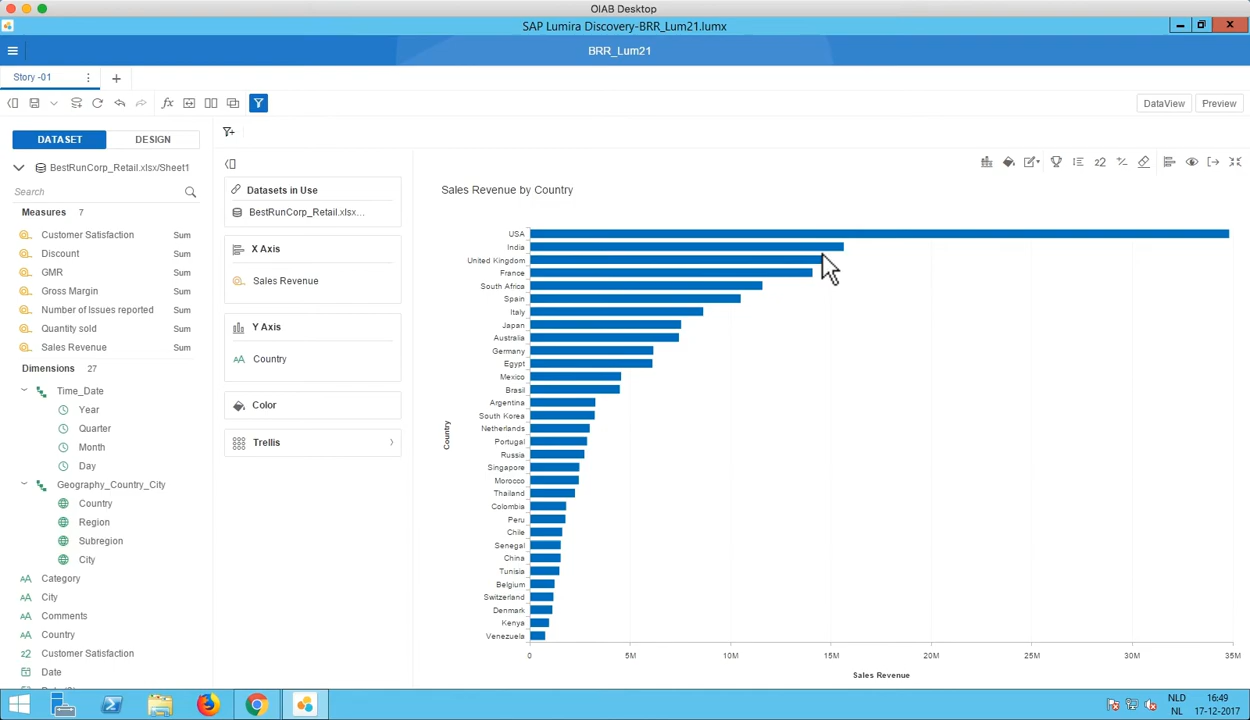 OIAB Desktop
SAP Lumira Discovery-BRR_Lum21.lumx
BRR_Lum21
Story -01
DataView
Preview
DATASET
DESIGN
BestRunCorp_Retail.xlsx/Sheet1
Search
Measures 7
Customer Satisfaction Sum
Discount Sum
GMR Sum
Gross Margin Sum
Number of Issues reported Sum
Quantity sold Sum
Sales Revenue Sum
Dimensions 27
Time_Date
Year
Quarter
Month
Day
Geography_Country_City
Country
Region
Subregion
City
AA Category
AA City
AA Comments
AA Country
22 Customer Satisfaction
Date
Datasets in Use
BestRunCorp_Retail.xlsx...
X Axis
Sales Revenue
Y Axis
AA Country
Color
Trellis
Sales Revenue by Country
USA
India
United Kingdom
France
South Africa
Spain
Italy
Japan
Australia
Germany
Egypt
Mexico
Brasil
Argentina
South Korea
Netherlands
Portugal
Russia
Singapore
Morocco
Thailand
Colombia
Peru
Chile
Senegal
China
Tunisia
Belgium
Switzerland
Denmark
Kenya
Venezuela
Country
0 5M 10M 15M 20M 25M 30M 35M
Sales Revenue
NLD 16:49
NL 17-12-2017